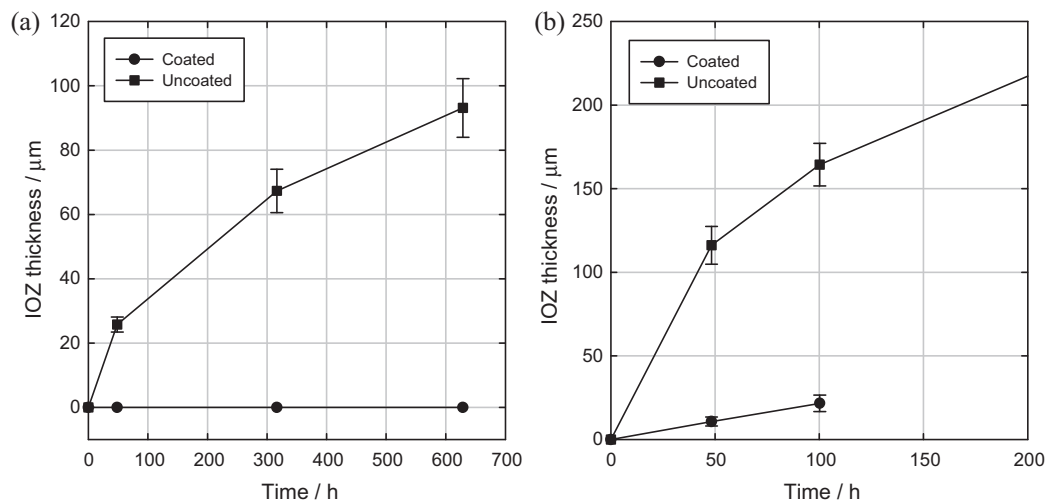 (a)
120
100
80
60
40
20
0
0 100 200 300 400 500 600 700
IOZ thickness / μm
Time / h
Coated
Uncoated
(b)
250
200
150
100
50
0
0 50 100 150 200
IOZ thickness / μm
Time / h
Coated
Uncoated